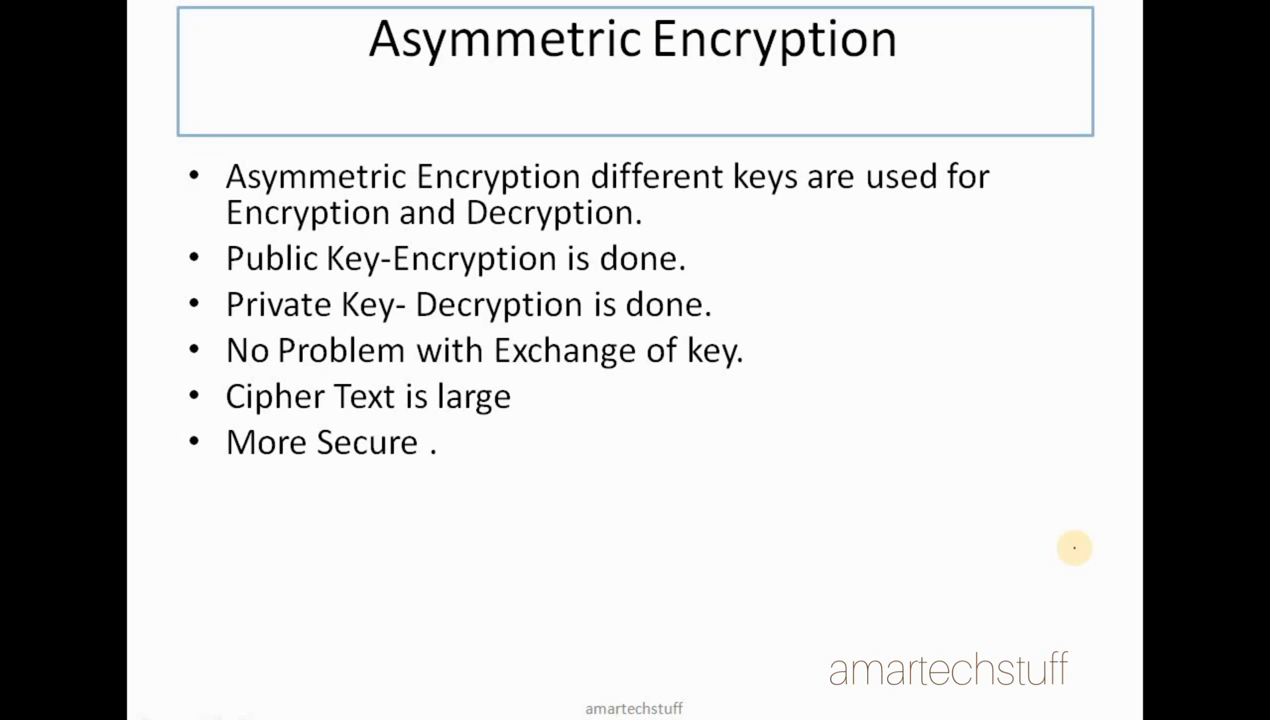 Asymmetric Encryption
• Asymmetric Encryption different keys are used for
Encryption and Decryption.
• Public Key-Encryption is done.
• Private Key- Decryption is done.
• No Problem with Exchange of key.
• Cipher Text is large
• More Secure .
amartechstuff
amartechstuff